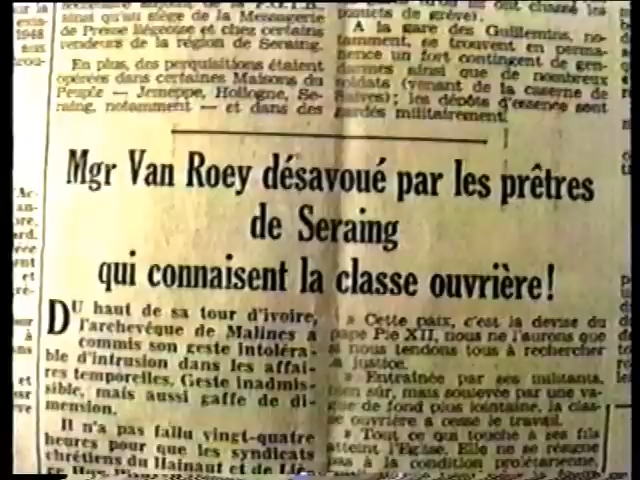 ainsi qu'au siège de la Messagerie
de Presse liégeoise et chez certains
vendeurs de la région de Seraing.
En plus, des perquisitions étaient
opérées dans certaines Maisons du
Peuple — Jemeppe, Hollogne, Se-
raing, notamment — et dans des
piquets de grève).
A la gare des Guillemins, no-
tamment, se trouvent en perma-
nence un fort contingent de gen-
darmes ainsi que de nombreux
soldats (venant de la caserne de
les dépôts d'essence sont
gardés militairement.
Mgr Van Roey désavoué par les prêtres
de Seraing
qui connaisent la classe ouvrière!
DU haut de sa tour d'ivoire,
l'archevêque de Malines a
commis son geste intoléra-
ble d'intrusion dans les affai-
res temporelles. Geste inadmis-
sible, mais aussi gaffe de di-
mension.
Il n'a pas fallu vingt-quatre
heures pour que les syndicats
chrétiens du Hainaut et de Liè-
» Cette paix, c'est la devise du
pape Pie XII, nous ne l'aurons que
si nous tendons tous à rechercher
la justice.
» Entraînée par ses militants,
bien sûr, mais soulevée par une va-
gue de fond plus lointaine, la clas-
se ouvrière a cessé le travail.
» Tout ce qui touche à ses fils
atteint l'Eglise. Elle ne se résigne
pas à la condition prolétarienne,